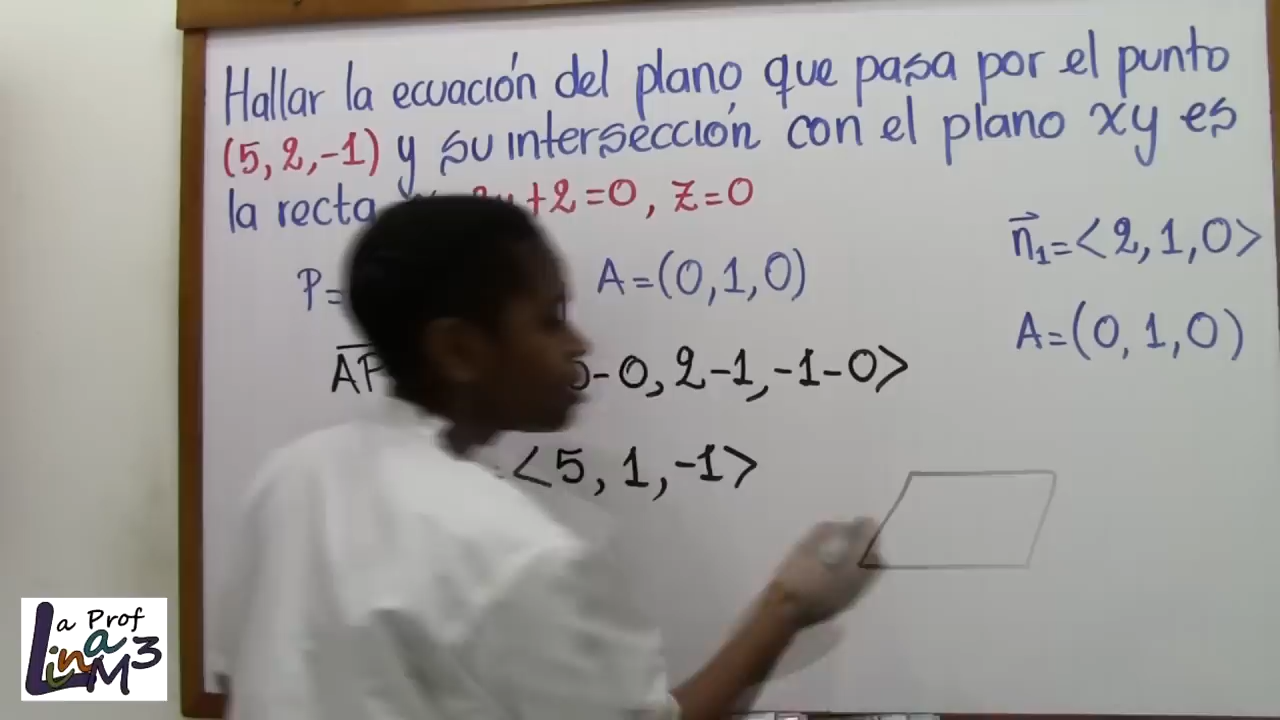 Hallar la ecuación del plano que pasa por el punto
(5, 2, -1) y su intersección con el plano xy es
la recta +2=0, z=0
P= A=(0,1,0)
n₁=<2,1,0>
A=(0,1,0)
AP -0, 2-1, -1-0>
<5, 1, -1>
La Prof
Lina M3